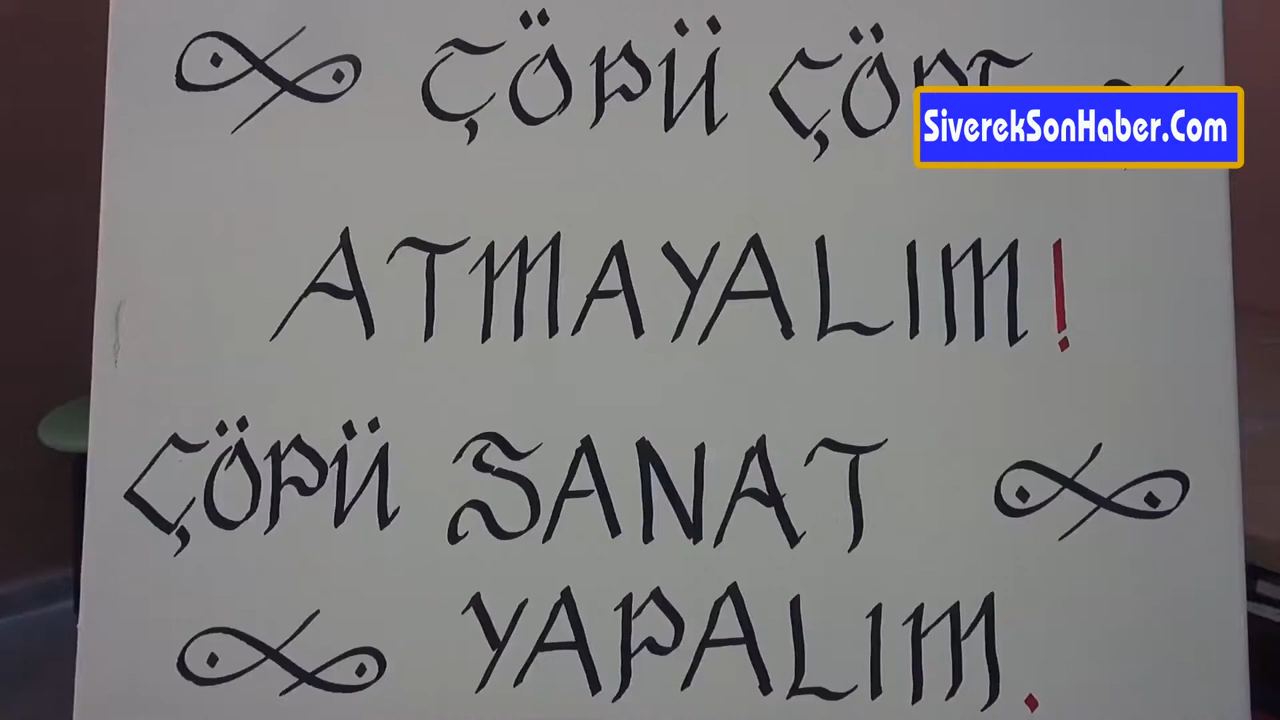 ÇÖPÜ
SiverekSonHaber.Com
ATMAYALIM!
ÇÖPÜ SANAT
YAPALIM.